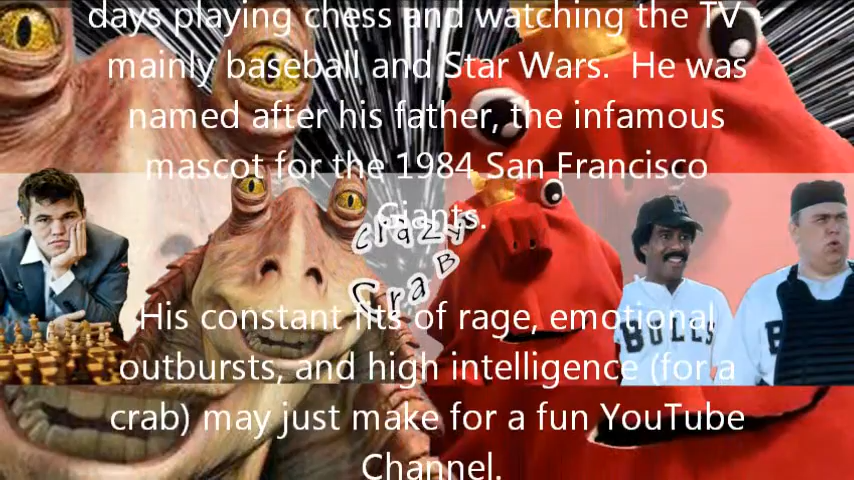 days playing chess and watching the TV
mainly baseball and Star Wars. He was
named after his father, the infamous
mascot for the 1984 San Francisco
Giants.
crazy
B
Crab
His constant fits of rage, emotional
outbursts, and high intelligence (for a
crab) may just make for a fun YouTube
Channel.
BULLS
B